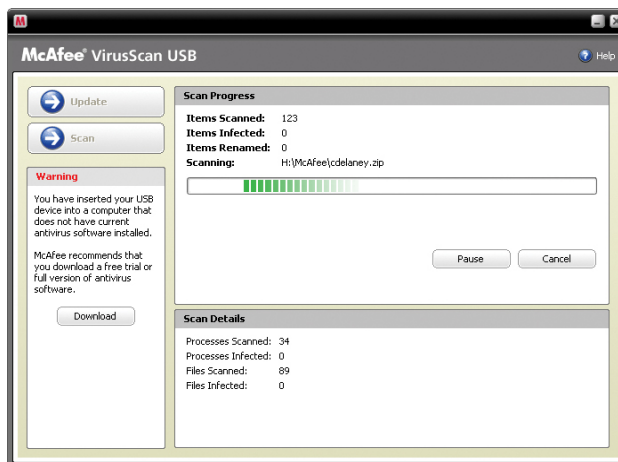 M
McAfee® VirusScan USB
Help
Update
Scan
Warning
You have inserted your USB
device into a computer that
does not have current
antivirus software installed.
McAfee recommends that
you download a free trial or
full version of antivirus
software.
Download
Scan Progress
Items Scanned: 123
Items Infected: 0
Items Renamed: 0
Scanning: H:\McAfee\cdelaney.zip
Pause
Cancel
Scan Details
Processes Scanned: 34
Processes Infected: 0
Files Scanned: 89
Files Infected: 0